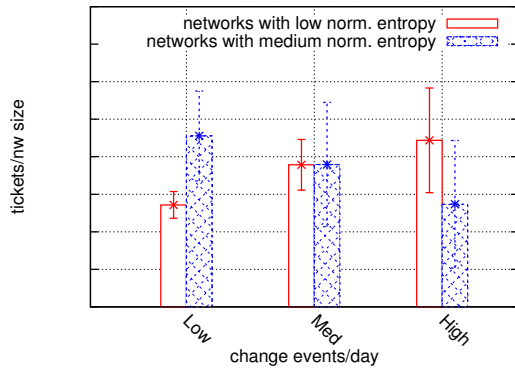 networks with low norm. entropy
networks with medium norm. entropy
tickets/nw size
Low
Med
High
change events/day